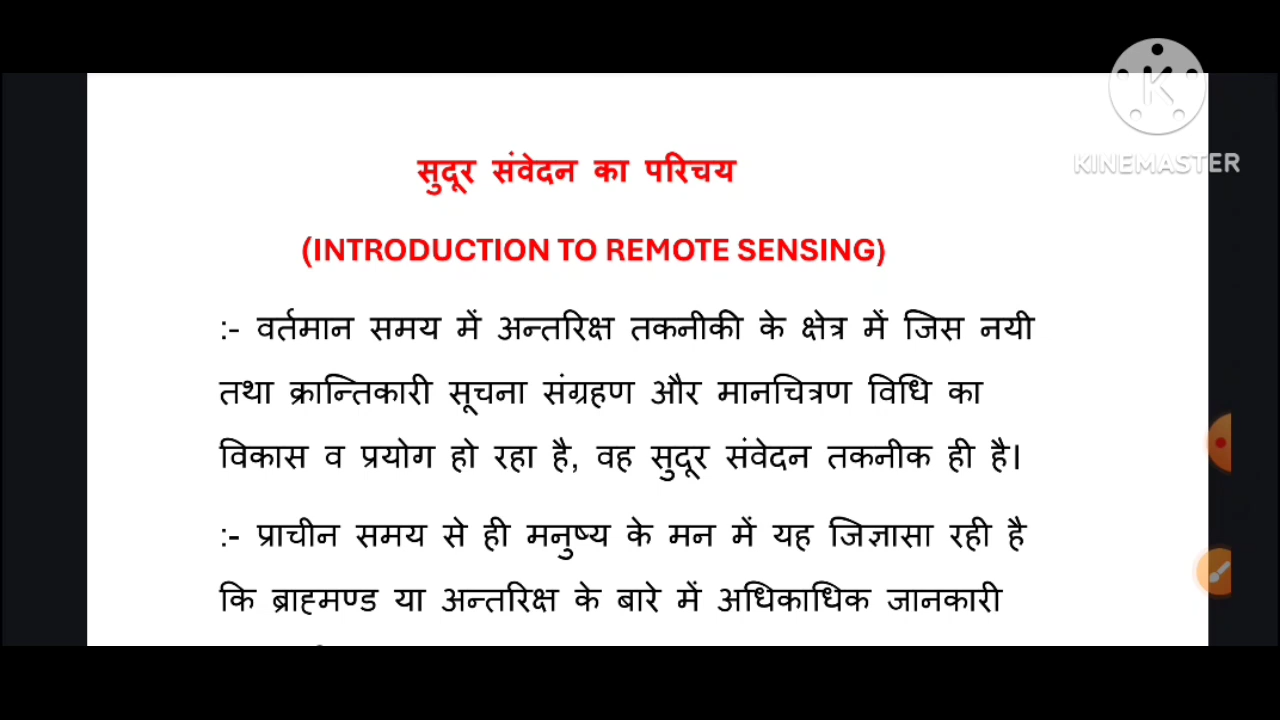 सुदूर संवेदन का परिचय
(INTRODUCTION TO REMOTE SENSING)
:- वर्तमान समय में अन्तरिक्ष तकनीकी के क्षेत्र में जिस नयी
तथा क्रान्तिकारी सूचना संग्रहण और मानचित्रण विधि का
विकास व प्रयोग हो रहा है, वह सुदूर संवेदन तकनीक ही है।
:- प्राचीन समय से ही मनुष्य के मन में यह जिज्ञासा रही है
कि ब्राह्मण्ड या अन्तरिक्ष के बारे में अधिकाधिक जानकारी
K
KINEMASTER